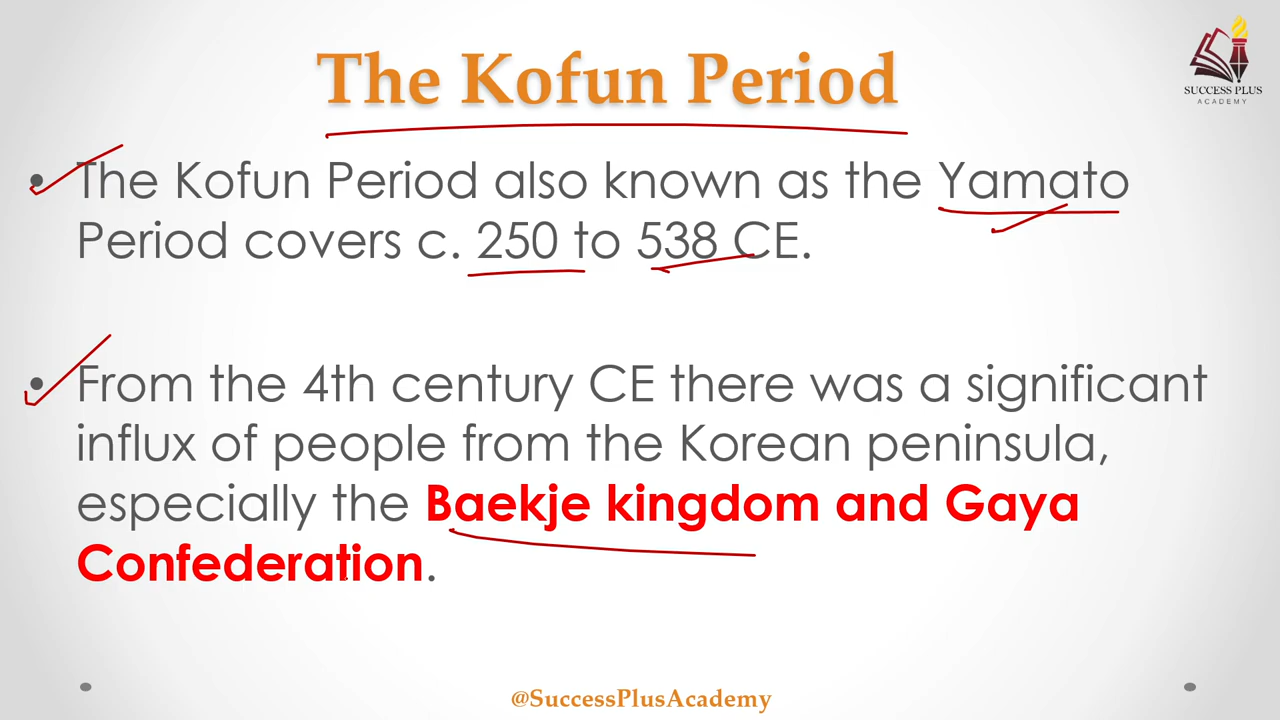 The Kofun Period
SUCCESS PLUS
ACADEMY
• The Kofun Period also known as the Yamato
Period covers c. 250 to 538 CE.
• From the 4th century CE there was a significant
influx of people from the Korean peninsula,
especially the Baekje kingdom and Gaya
Confederation.
@SuccessPlusAcademy